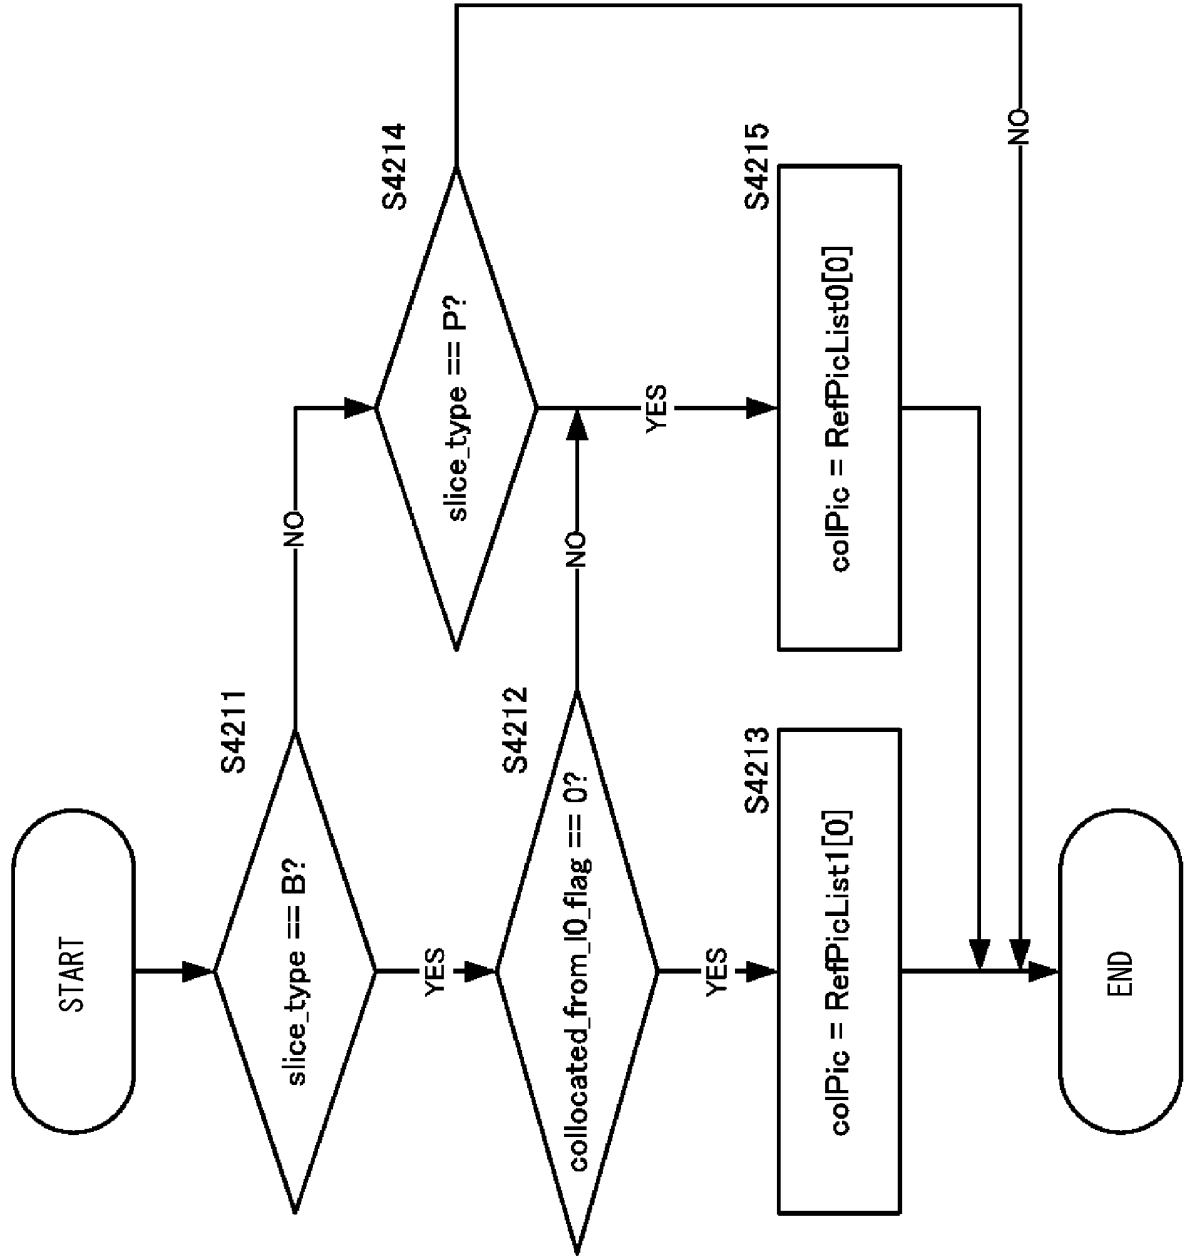 START
S4211
slice_type == B?
NO
YES
S4212
collocated_from_l0_flag == 0?
NO
YES
S4213
colPic = RefPicList1[0]
S4214
slice_type == P?
YES
NO
S4215
colPic = RefPicList0[0]
END